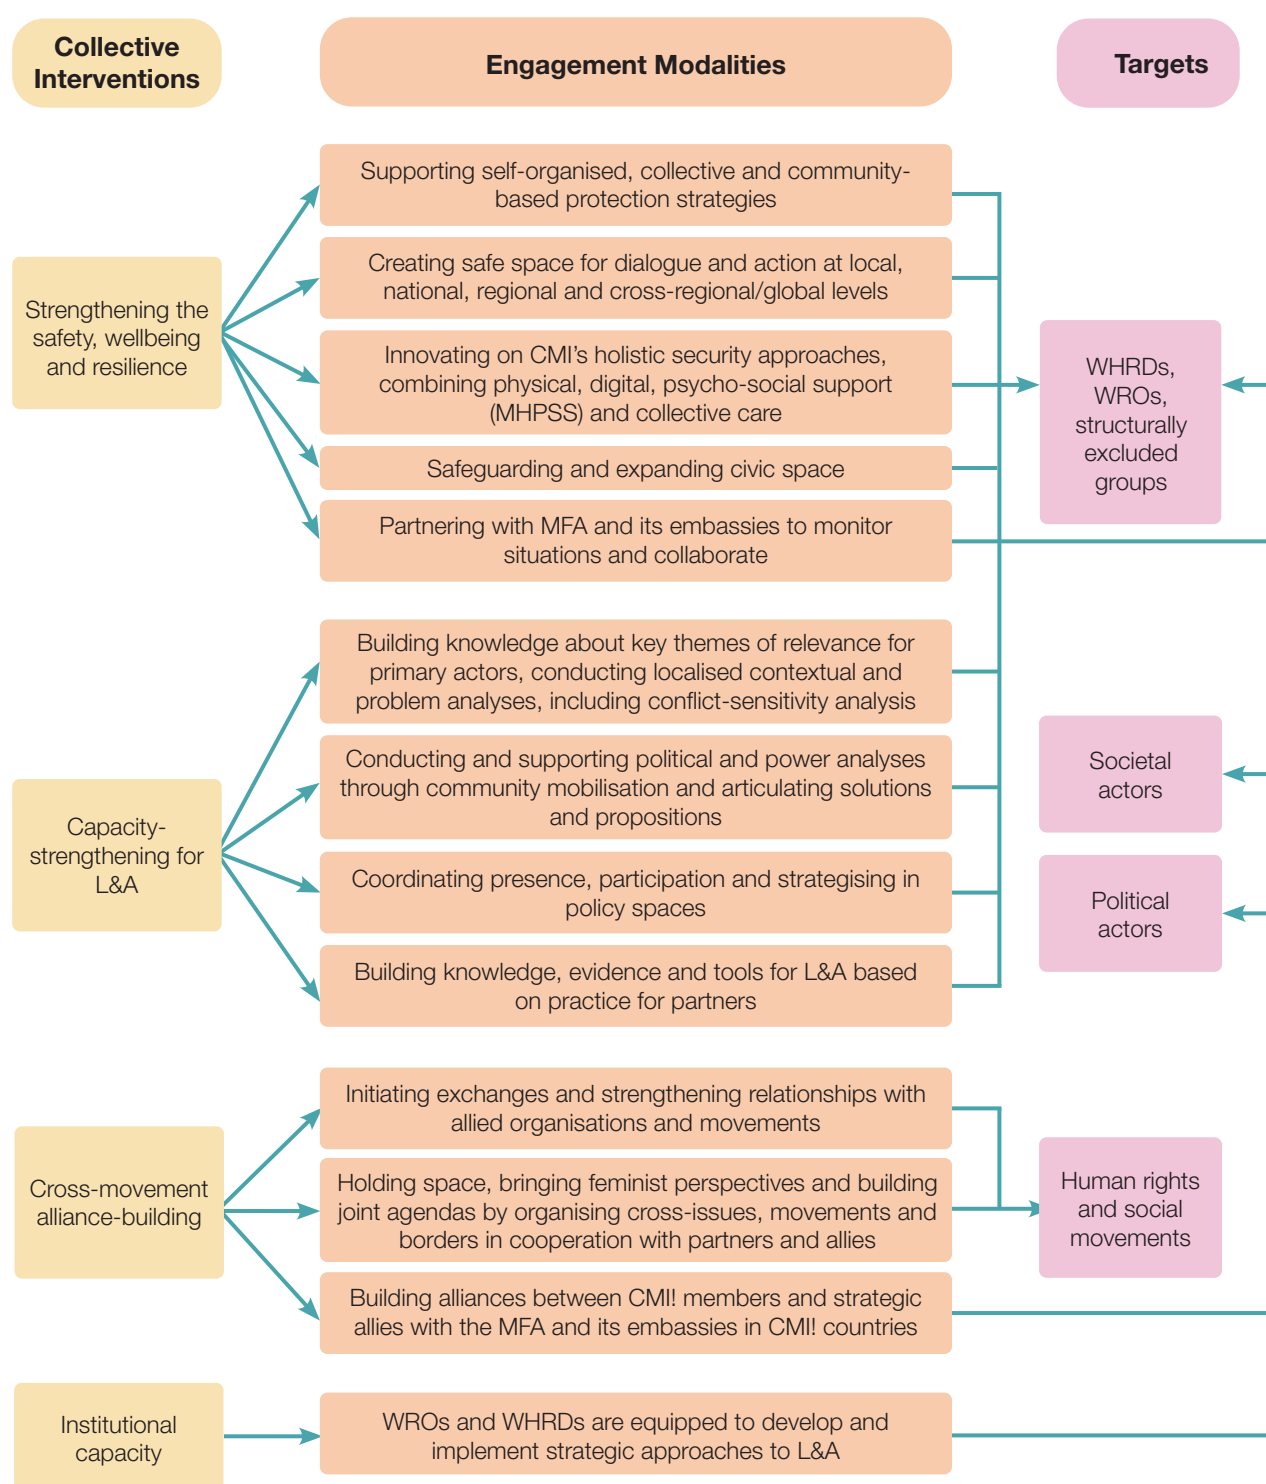 Collective
Interventions
Engagement Modalities
Targets
Strengthening the
safety, wellbeing
and resilience
Supporting self-organised, collective and community-
based protection strategies
Creating safe space for dialogue and action at local,
national, regional and cross-regional/global levels
Innovating on CMI's holistic security approaches,
combining physical, digital, psycho-social support
(MHPSS) and collective care
Safeguarding and expanding civic space
Partnering with MFA and its embassies to monitor
situations and collaborate
WHRDs,
WROs,
structurally
excluded
groups
Capacity-
strengthening for
L&A
Building knowledge about key themes of relevance for
primary actors, conducting localised contextual and
problem analyses, including conflict-sensitivity analysis
Conducting and supporting political and power analyses
through community mobilisation and articulating solutions
and propositions
Coordinating presence, participation and strategising in
policy spaces
Building knowledge, evidence and tools for L&A based
on practice for partners
Societal
actors
Political
actors
Cross-movement
alliance-building
Initiating exchanges and strengthening relationships with
allied organisations and movements
Holding space, bringing feminist perspectives and building
joint agendas by organising cross-issues, movements and
borders in cooperation with partners and allies
Building alliances between CMI! members and strategic
allies with the MFA and its embassies in CMI! countries
Human rights
and social
movements
Institutional
capacity
WROs and WHRDs are equipped to develop and
implement strategic approaches to L&A